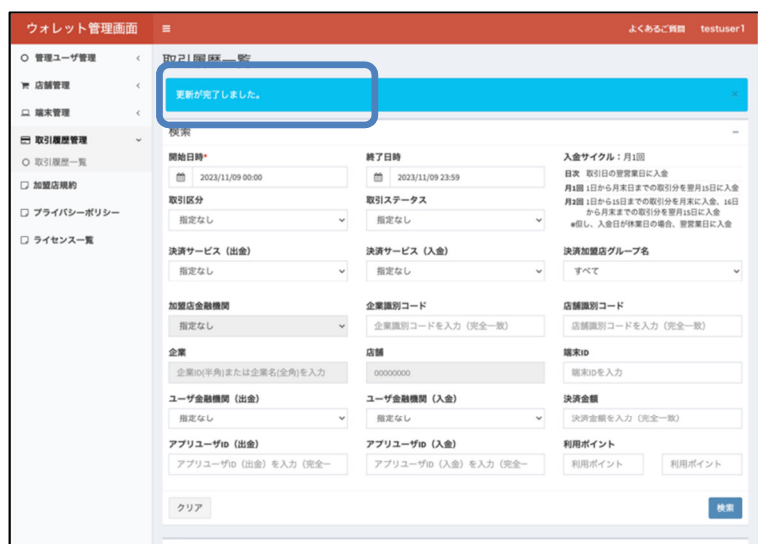 ウォレット管理画面
よくあるご質問 testuser1
管理ユーザ管理
店舗管理
端末管理
取引履歴管理
取引履歴一覧
加盟店規約
プライバシーポリシー
ライセンス一覧
取引履歴一覧
更新が完了しました。
×
検索
開始日時* 終了日時 入金サイクル：月1回
2023/11/09 00:00 2023/11/09 23:59
日次 取引日の翌営業日に入金
月1回 1日から月末日までの取引分を翌月15日に入金
月2回 1日から15日までの取引分を月末に入金、16日
から月末までの取引分を翌月15日に入金
※但し、入金日が休業日の場合、翌営業日に入金
取引区分 取引ステータス
指定なし 指定なし
決済サービス（出金） 決済サービス（入金） 決済加盟店グループ名
指定なし 指定なし すべて
加盟店金融機関 企業識別コード 店舗識別コード
指定なし 企業識別コードを入力（完全一致） 店舗識別コードを入力（完全一致）
企業 店舗 端末ID
企業ID(半角)または企業名(全角)を入力 00000000 端末IDを入力
ユーザ金融機関（出金） ユーザ金融機関（入金） 決済金額
指定なし 指定なし 決済金額を入力（完全一致）
アプリユーザID（出金） アプリユーザID（入金） 利用ポイント
アプリユーザID（出金）を入力（完全一 アプリユーザID（入金）を入力（完全一 利用ポイント 利用ポイント
クリア 検索